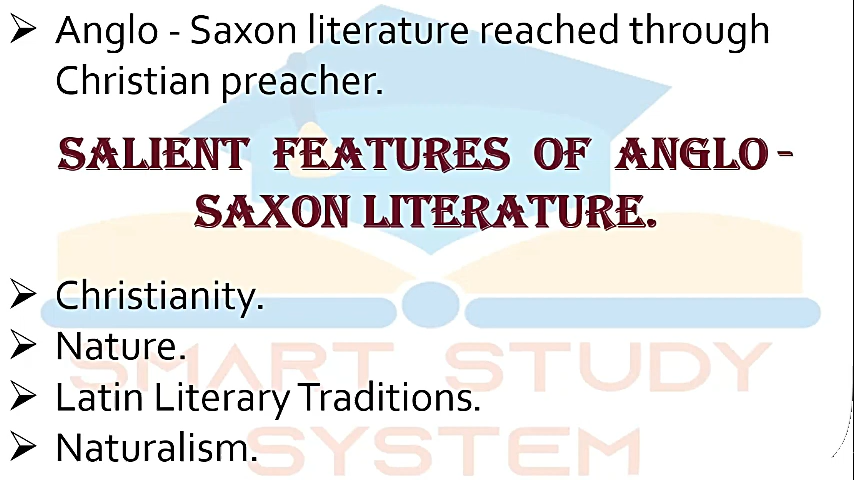 ➢ Anglo - Saxon literature reached through
Christian preacher.
SALIENT FEATURES OF ANGLO -
SAXON LITERATURE.
➢ Christianity.
➢ Nature.
SMART STUDY
➢ Latin Literary Traditions.
➢ Naturalism.
SYSTEM